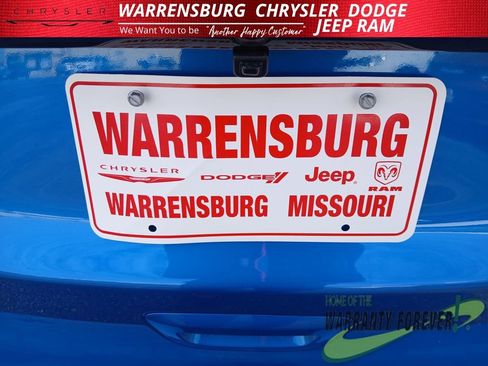 CHRYSLER
WARRENSBURG CHRYSLER DODGE
JEEP RAM
We Want You to be "Another Happy Customer"
WARRENSBURG
CHRYSLER DODGE Jeep RAM
WARRENSBURG MISSOURI
HOME OF THE
WARRANTY FOREVER